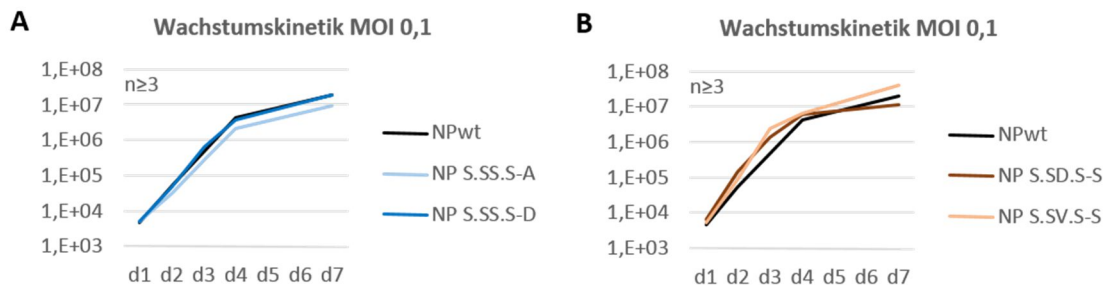 A
Wachstumskinetik MOI 0,1
1,E+08
1,E+07
1,E+06
1,E+05
1,E+04
1,E+03
n≥3
d1 d2 d3 d4 d5 d6 d7
NPwt
NP S.SS.S-A
NP S.SS.S-D
B
Wachstumskinetik MOI 0,1
1,E+08
1,E+07
1,E+06
1,E+05
1,E+04
1,E+03
n≥3
d1 d2 d3 d4 d5 d6 d7
NPwt
NP S.SD.S-S
NP S.SV.S-S